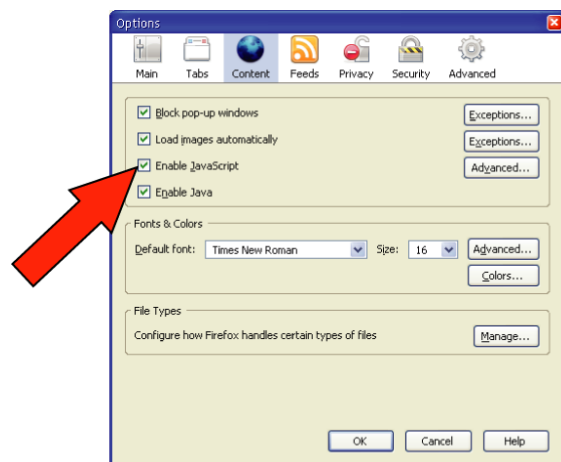 Options
Main Tabs Content Feeds Privacy Security Advanced
Block pop-up windows Exceptions...
Load images automatically Exceptions...
Enable JavaScript Advanced...
Enable Java
Fonts & Colors
Default font: Times New Roman Size: 16 Advanced...
Colors...
File Types
Configure how Firefox handles certain types of files Manage...
OK Cancel Help